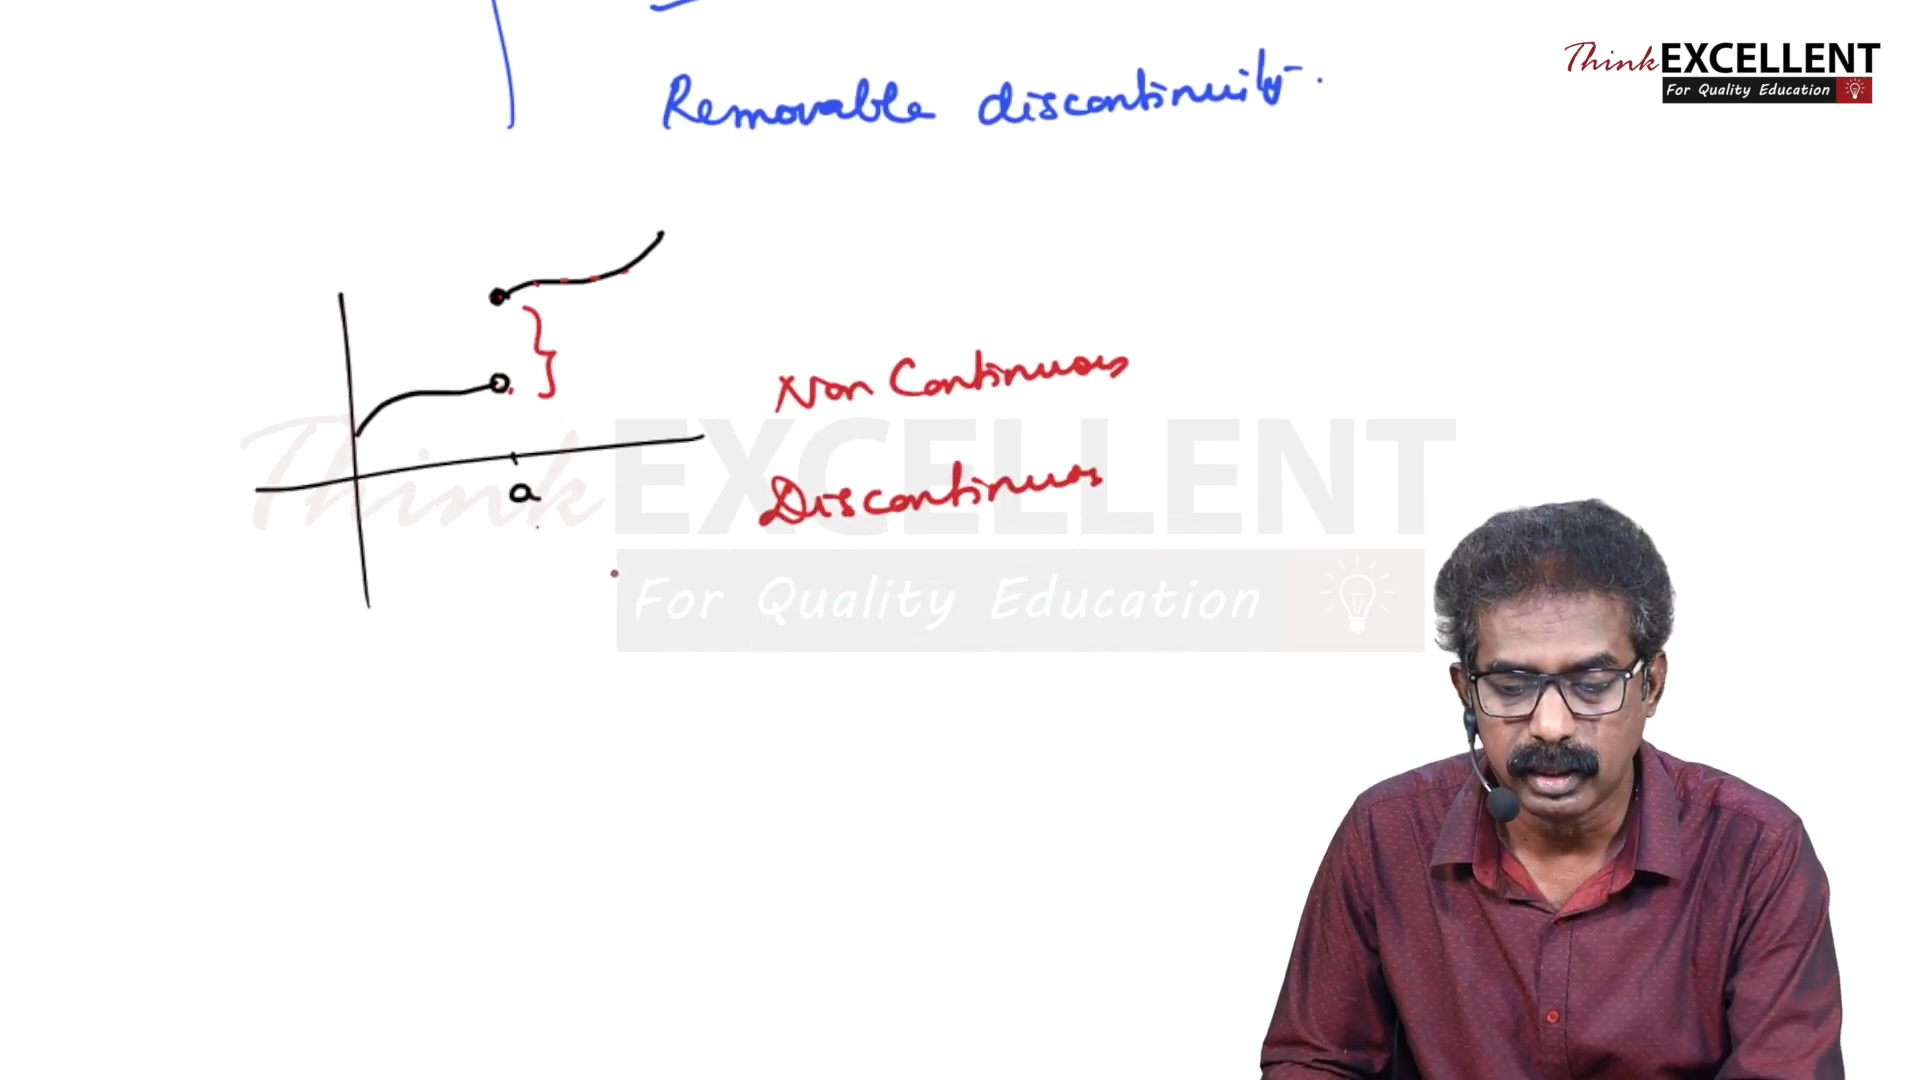 Think EXCELLENT
For Quality Education
Removable discontinuity.
Non Continuous
Discontinuous
a
Think EXCELLENT
For Quality Education